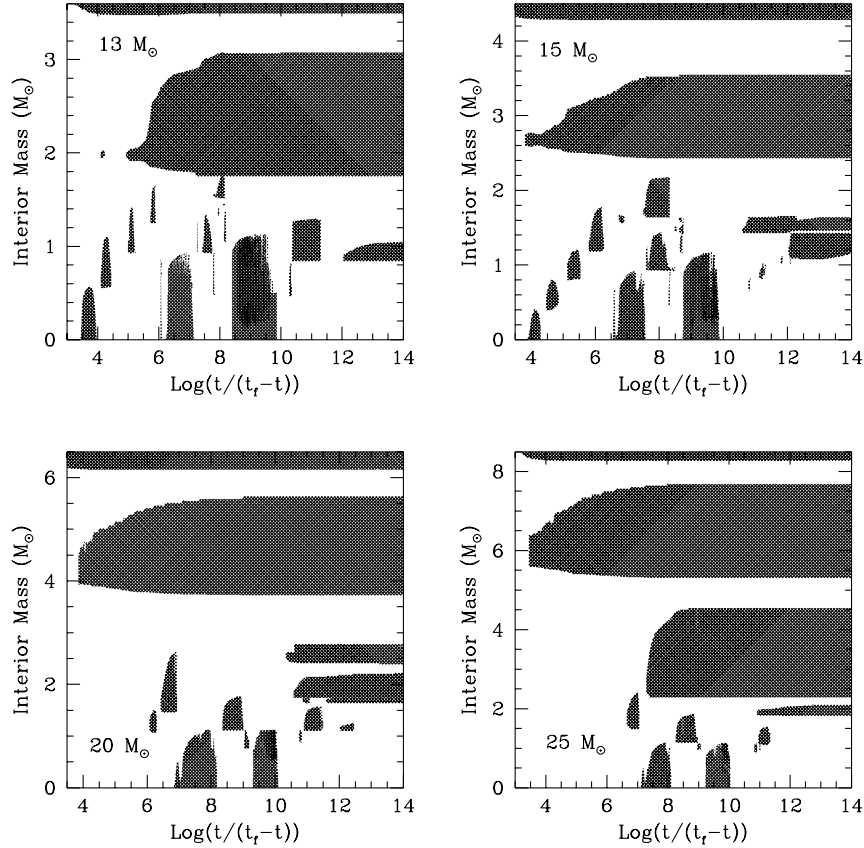 13 M⊙
Interior Mass (M⊙)
0
1
2
3
4 6 8 10 12 14
Log(t/(t_f−t))
15 M⊙
Interior Mass (M⊙)
0
1
2
3
4
4 6 8 10 12 14
Log(t/(t_f−t))
20 M⊙
Interior Mass (M⊙)
0
2
4
6
4 6 8 10 12 14
Log(t/(t_f−t))
25 M⊙
Interior Mass (M⊙)
0
2
4
6
8
4 6 8 10 12 14
Log(t/(t_f−t))